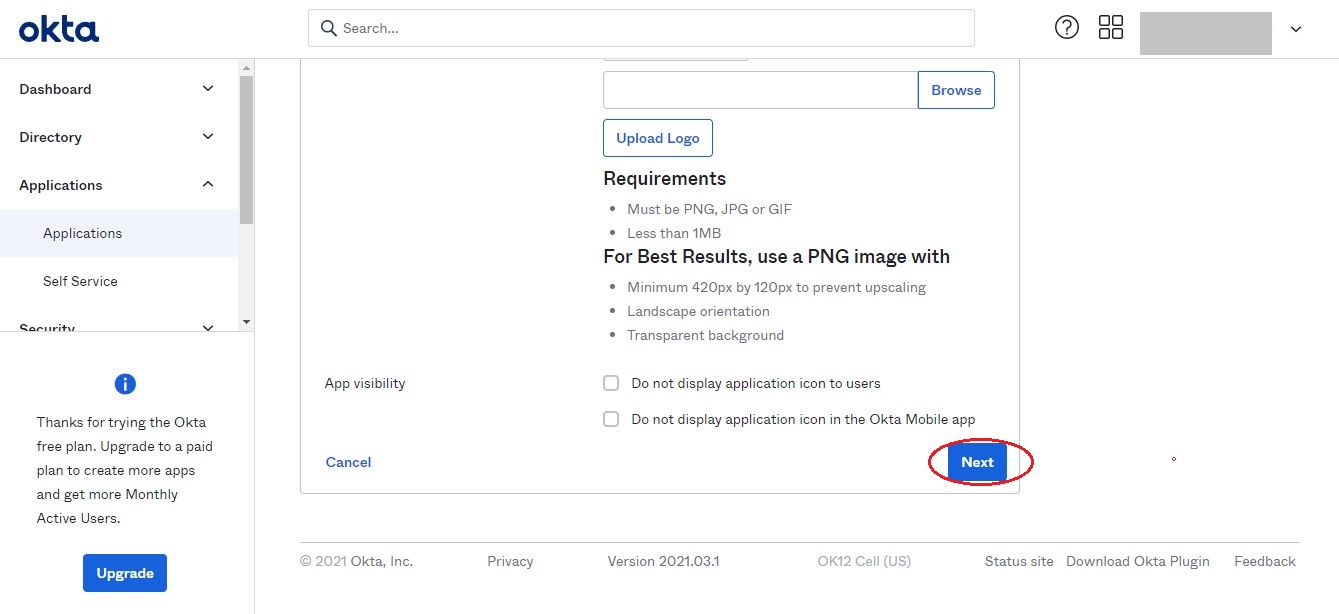 okta
Search...
Dashboard
Directory
Applications
Applications
Self Service
Security
Thanks for trying the Okta
free plan. Upgrade to a paid
plan to create more apps
and get more Monthly
Active Users.
Upgrade
Browse
Upload Logo
Requirements
Must be PNG, JPG or GIF
Less than 1MB
For Best Results, use a PNG image with
Minimum 420px by 120px to prevent upscaling
Landscape orientation
Transparent background
App visibility
Do not display application icon to users
Do not display application icon in the Okta Mobile app
Cancel
Next
© 2021 Okta, Inc. Privacy Version 2021.03.1 OK12 Cell (US) Status site Download Okta Plugin Feedback